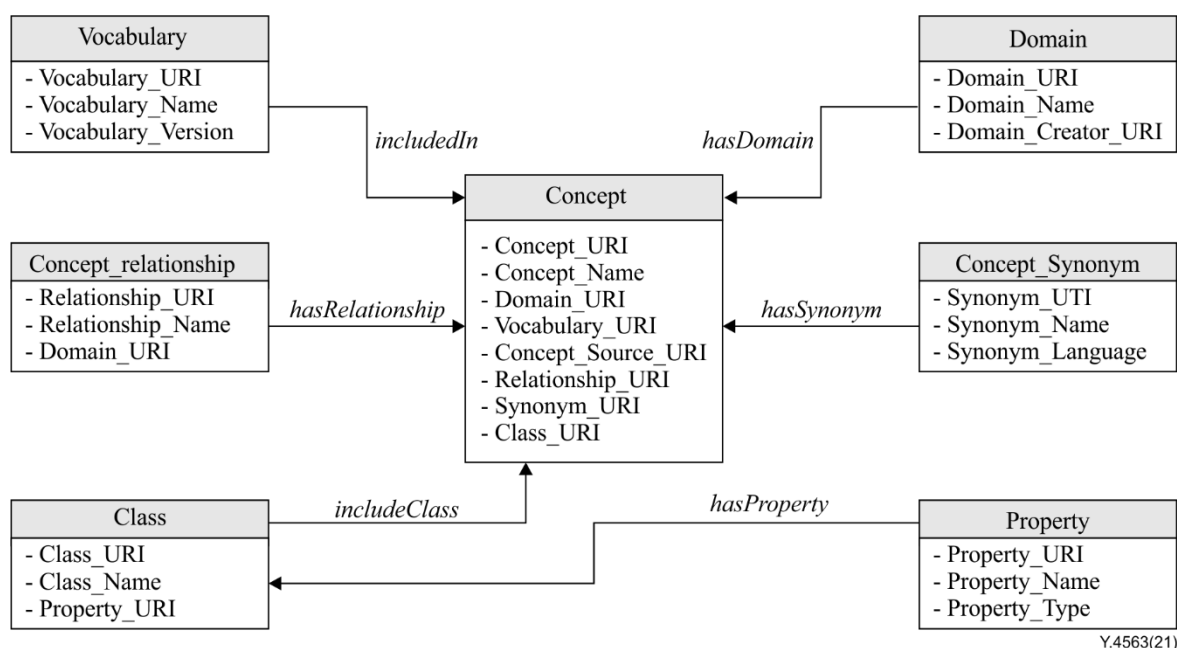 Vocabulary
- Vocabulary_URI
- Vocabulary_Name
- Vocabulary_Version
Domain
- Domain_URI
- Domain_Name
- Domain_Creator_URI
includedIn
hasDomain
Concept
- Concept_URI
- Concept_Name
- Domain_URI
- Vocabulary_URI
- Concept_Source_URI
- Relationship_URI
- Synonym_URI
- Class_URI
Concept_relationship
- Relationship_URI
- Relationship_Name
- Domain_URI
hasRelationship
hasSynonym
Concept_Synonym
- Synonym_UTI
- Synonym_Name
- Synonym_Language
Class
- Class_URI
- Class_Name
- Property_URI
includeClass
hasProperty
Property
- Property_URI
- Property_Name
- Property_Type
Y.4563(21)